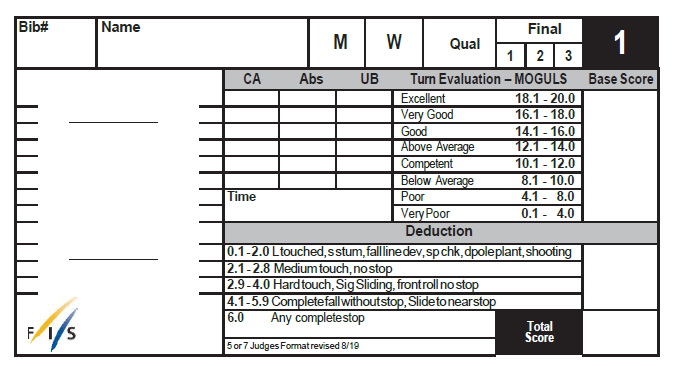 Bib#
Name
M
W
Qual
Final
1 2 3
1
CA Abs UB Turn Evaluation – MOGULS Base Score
Excellent 18.1 - 20.0
Very Good 16.1 - 18.0
Good 14.1 - 16.0
Above Average 12.1 - 14.0
Competent 10.1 - 12.0
Below Average 8.1 - 10.0
Time
Poor 4.1 - 8.0
Very Poor 0.1 - 4.0
Deduction
0.1 - 2.0 L touched, s stum, fall line dev, sp chk, dpole plant, shooting
2.1 - 2.8 Medium touch, no stop
2.9 - 4.0 Hard touch, Sig Sliding, front roll no stop
4.1 - 5.9 Complete fall without stop, Slide to near stop
6.0 Any complete stop
Total
Score
5 or 7 Judges Format revised 8/19
F I S